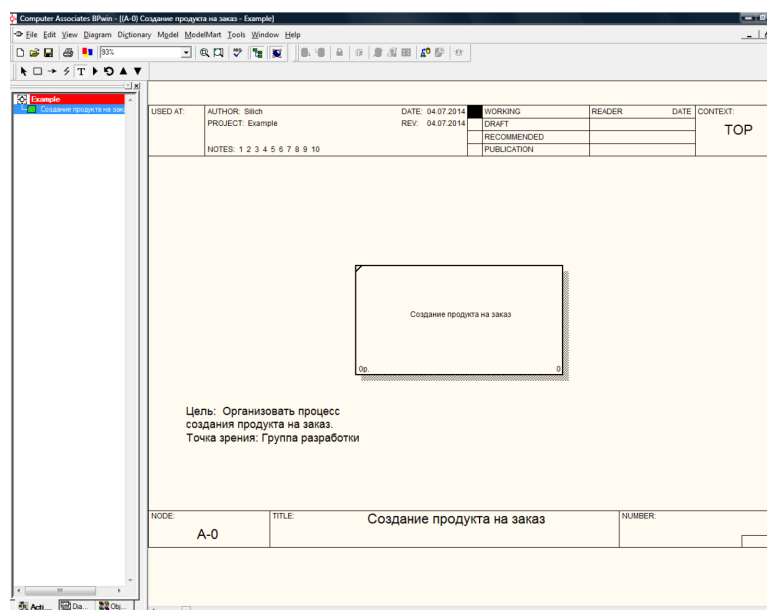 Computer Associates BPwin - [(A-0) Создание продукта на заказ - Example]
File Edit View Diagram Dictionary Model ModelMart Tools Window Help
93%
Example
Создание продукта на зак
USED AT: AUTHOR: Silich DATE: 04.07.2014 WORKING READER DATE CONTEXT:
PROJECT: Example REV: 04.07.2014 DRAFT
TOP
RECOMMENDED
NOTES: 1 2 3 4 5 6 7 8 9 10 PUBLICATION
Создание продукта на заказ
0р. 0
Цель: Организовать процесс
создания продукта на заказ.
Точка зрения: Группа разработки
NODE: TITLE: NUMBER:
A-0 Создание продукта на заказ
Acti... Dia... Obj...